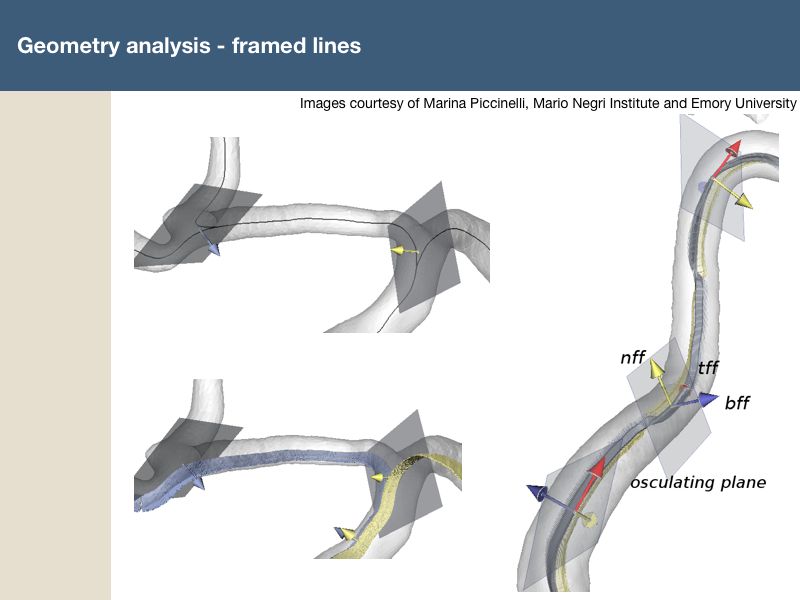 Geometry analysis - framed lines
Images courtesy of Marina Piccinelli, Mario Negri Institute and Emory University
nff
tff
bff
osculating plane